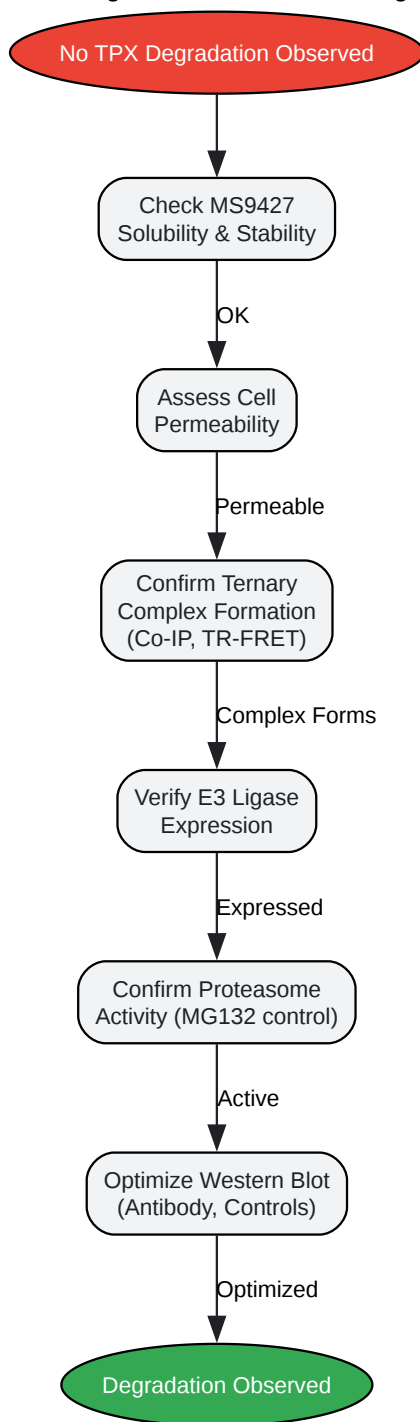 No TPX Degradation Observed
Check MS9427
Solubility & Stability
OK
Assess Cell
Permeability
Permeable
Confirm Ternary
Complex Formation
(Co-IP, TR-FRET)
Complex Forms
Verify E3 Ligase
Expression
Expressed
Confirm Proteasome
Activity (MG132 control)
Active
Optimize Western Blot
(Antibody, Controls)
Optimized
Degradation Observed